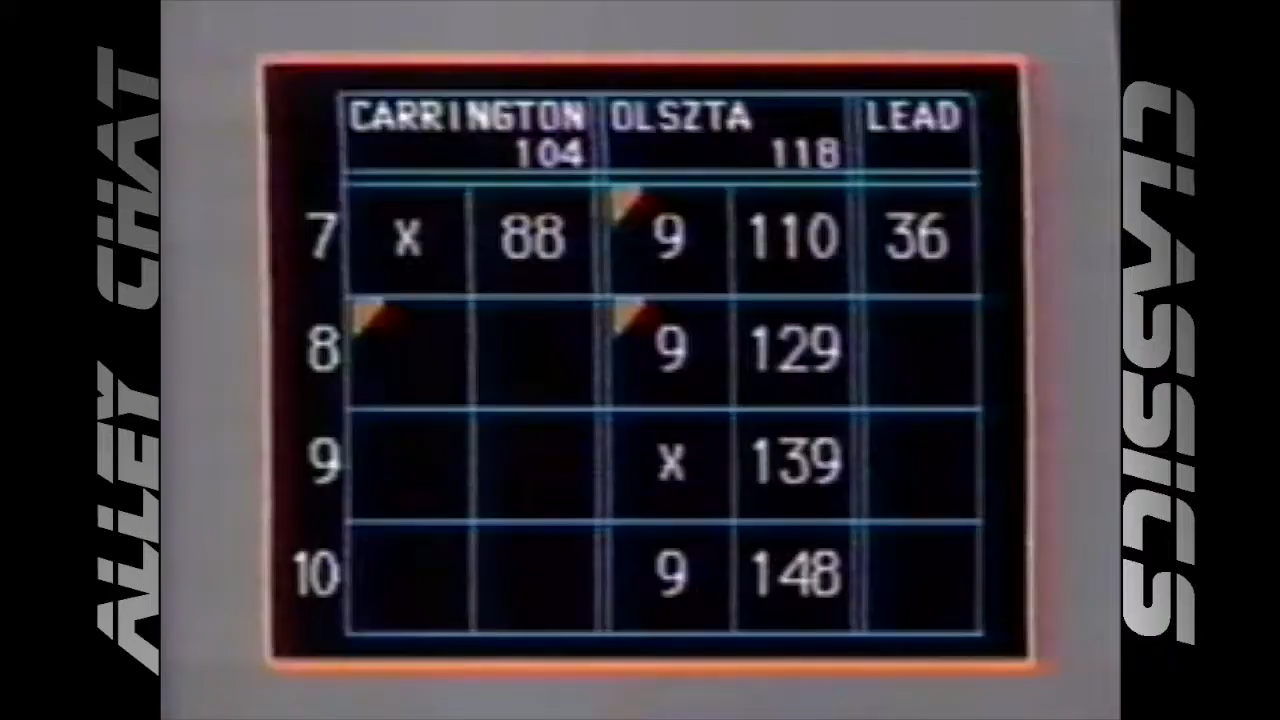 ALLEY CHAT
CARRINGTON OLSZTA LEAD
104 118
7 X 88 9 110 36
8 9 129
9 X 139
10 9 148
CLASSICS